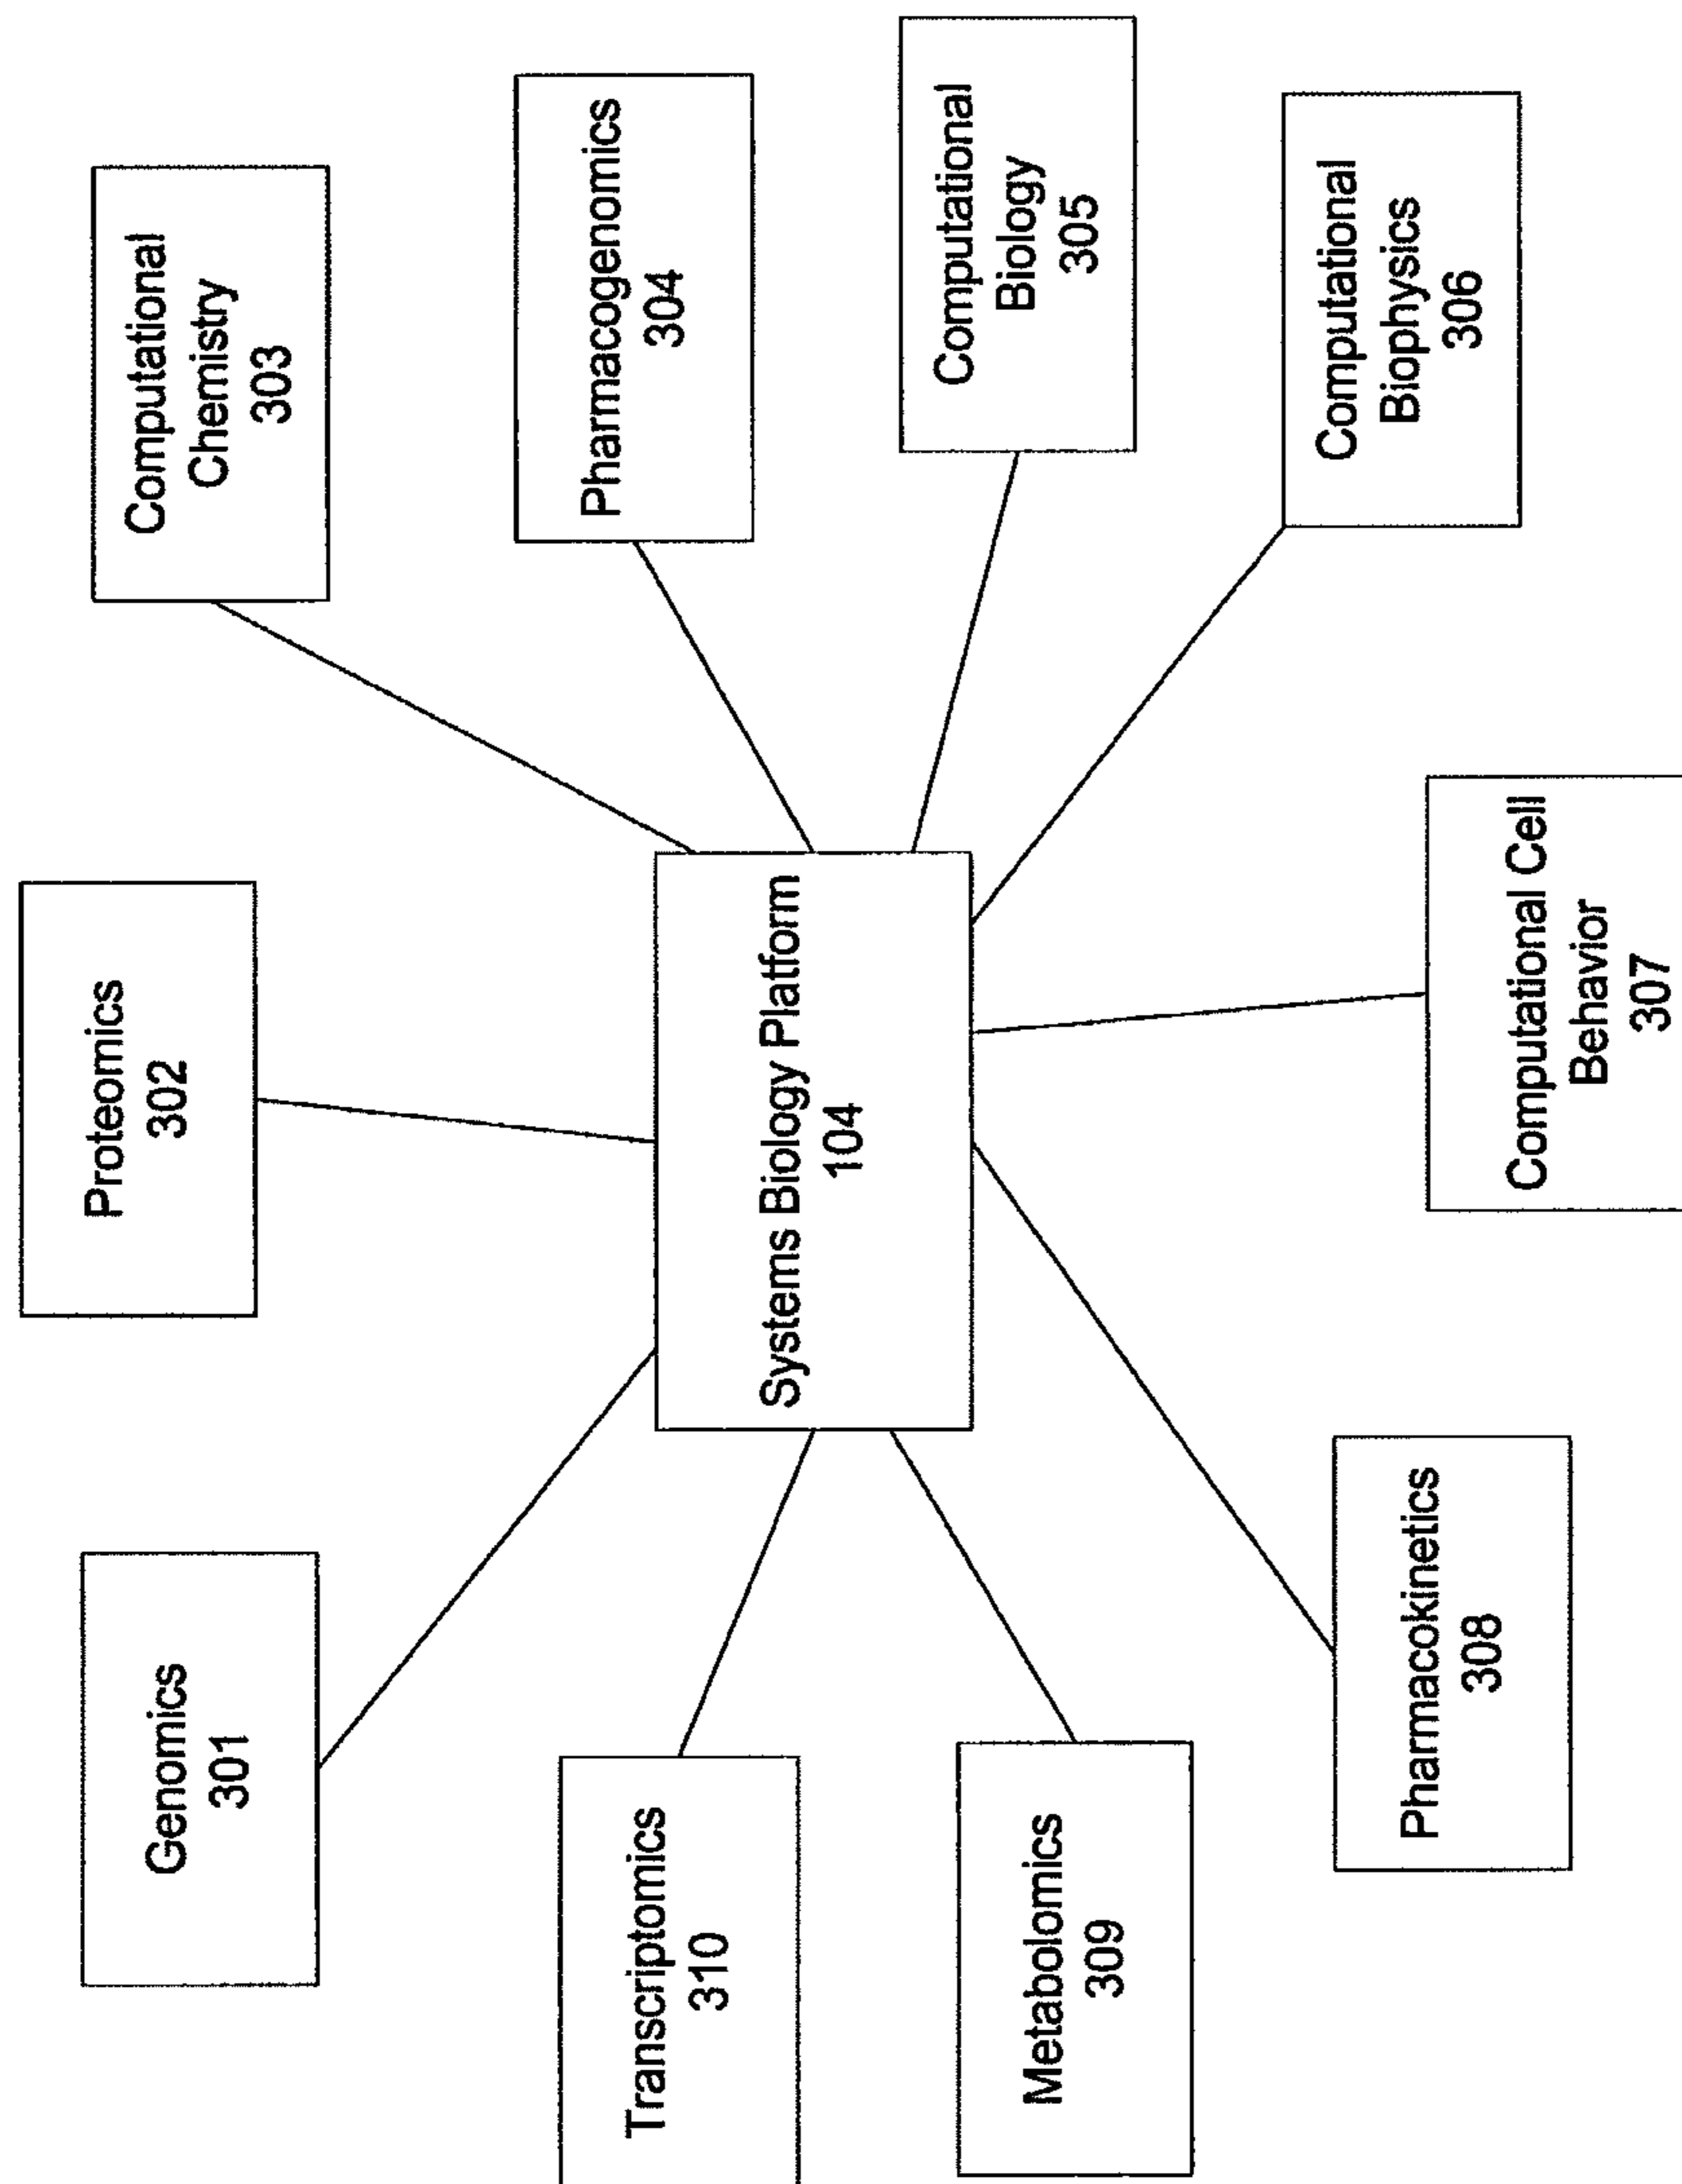 Genomics
301
Proteomics
302
Computational
Chemistry
303
Transcriptomics
310
Systems Biology Platform
104
Pharmacogenomics
304
Metabolomics
309
Computational
Biology
305
Pharmacokinetics
308
Computational Cell
Behavior
307
Computational
Biophysics
306